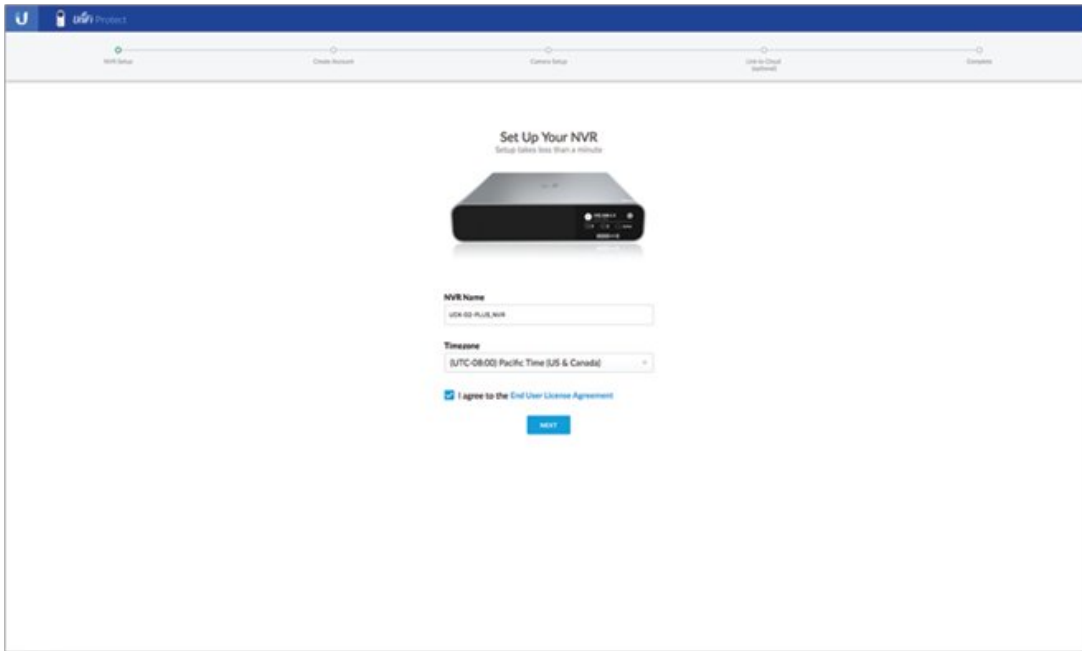 UniFi Protect
NVR Setup
Create Account
Camera Setup
Link to Cloud
(optional)
Complete
Set Up Your NVR
Setup takes less than a minute
NVR Name
UCK-G2-PLUS_NVR
Timezone
(UTC-08:00) Pacific Time (US & Canada)
I agree to the End User License Agreement
NEXT